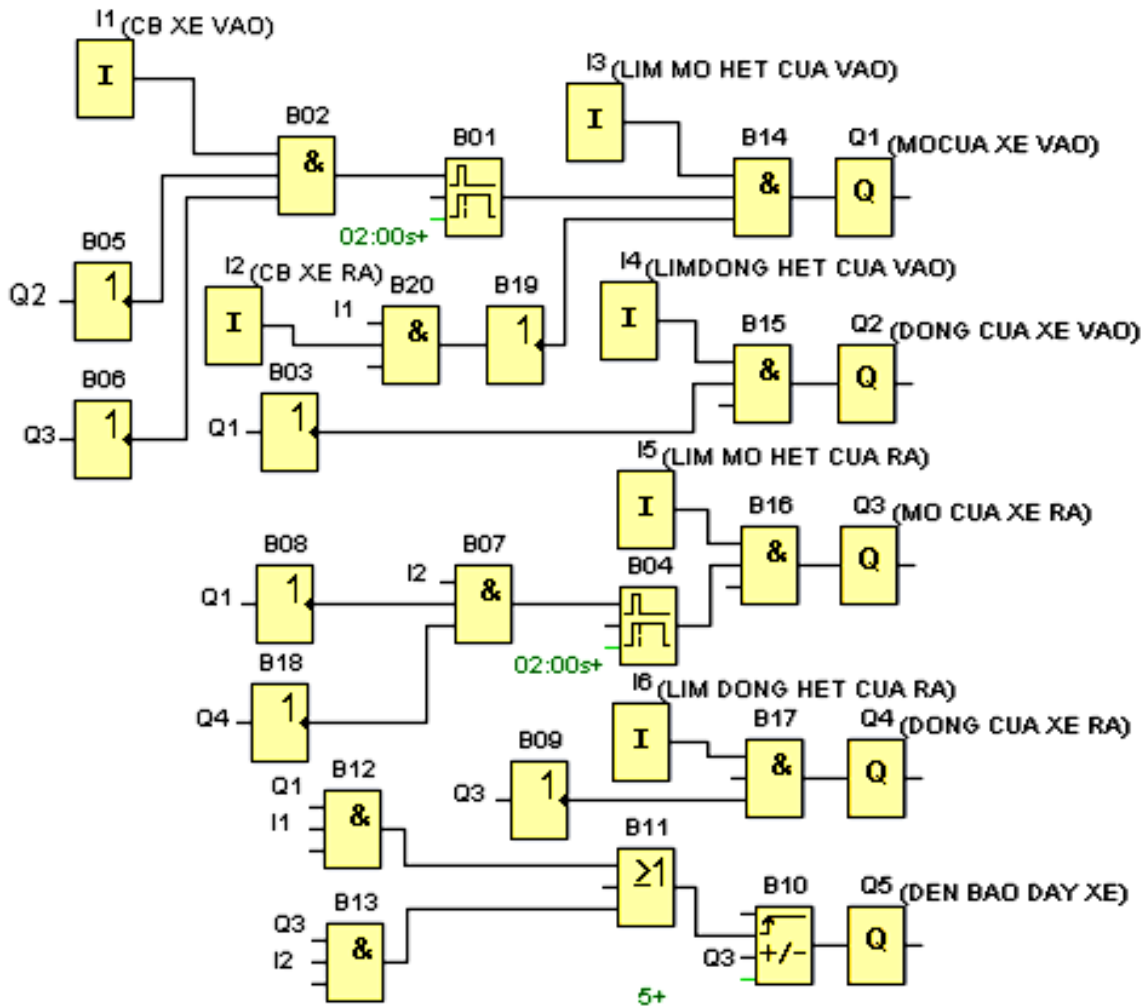 I1 (CB XE VAO)
I
I3 (LIM MO HET CUA VAO)
I
B02
&
B01
02:00s+
B14
&
Q1 (MOCUA XE VAO)
Q
B05
Q2
1
I2 (CB XE RA)
I
I1
B20
&
B19
1
I4 (LIMDONG HET CUA VAO)
I
B15
&
Q2 (DONG CUA XE VAO)
Q
B06
Q3
1
B03
Q1
1
I5 (LIM MO HET CUA RA)
I
B16
&
Q3 (MO CUA XE RA)
Q
B08
Q1
1
I2
B07
&
B04
02:00s+
B18
Q4
1
I6 (LIM DONG HET CUA RA)
I
B17
&
Q4 (DONG CUA XE RA)
Q
B09
Q3
1
B12
Q1
I1
&
B11
≥1
B13
Q3
I2
&
B10
+/-
Q3
5+
Q5 (DEN BAO DAY XE)
Q